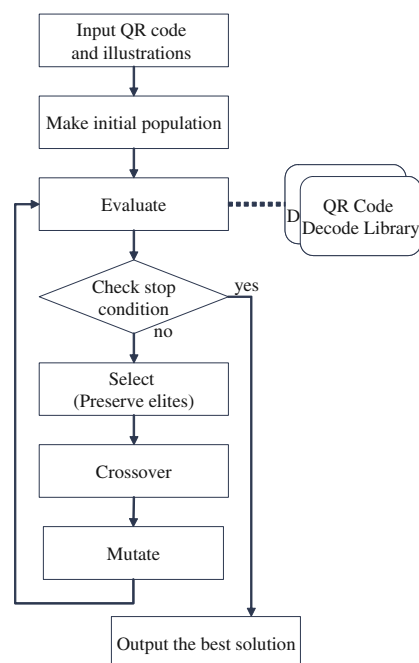 Input QR code
and illustrations
Make initial population
Evaluate
QR Code
D
Decode Library
Check stop
condition
yes
no
Select
(Preserve elites)
Crossover
Mutate
Output the best solution